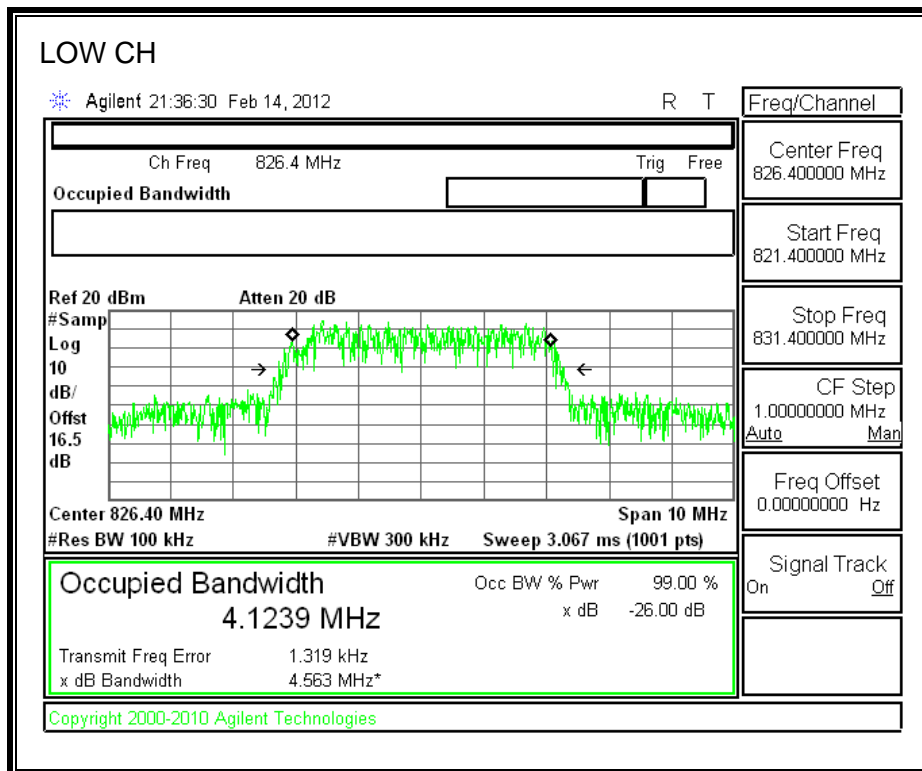 LOW CH
Agilent 21:36:30 Feb 14, 2012 R T
Freq/Channel
Ch Freq 826.4 MHz Trig Free
Occupied Bandwidth
Center Freq
826.400000 MHz
Start Freq
821.400000 MHz
Stop Freq
831.400000 MHz
CF Step
1.00000000 MHz
Auto Man
Freq Offset
0.00000000 Hz
Signal Track
On Off
Ref 20 dBm Atten 20 dB
#Samp
Log
10
dB/
Offst
16.5
dB
Center 826.40 MHz Span 10 MHz
#Res BW 100 kHz #VBW 300 kHz Sweep 3.067 ms (1001 pts)
Occupied Bandwidth Occ BW % Pwr 99.00 %
4.1239 MHz x dB -26.00 dB
Transmit Freq Error 1.319 kHz
x dB Bandwidth 4.563 MHz*
Copyright 2000-2010 Agilent Technologies